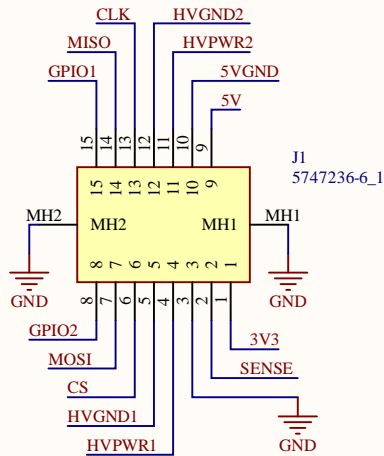 CLK
HVGND2
MISO
HVPWR2
GPIO1
5VGND
5V
15
14
13
12
11
10
9
J1
5747236-6_1
15
14
13
12
11
10
9
MH2
MH2
MH1
MH1
8
7
6
5
4
3
2
1
GND
GND
8
7
6
5
4
3
2
1
GPIO2
3V3
MOSI
SENSE
CS
HVGND1
GND
HVPWR1